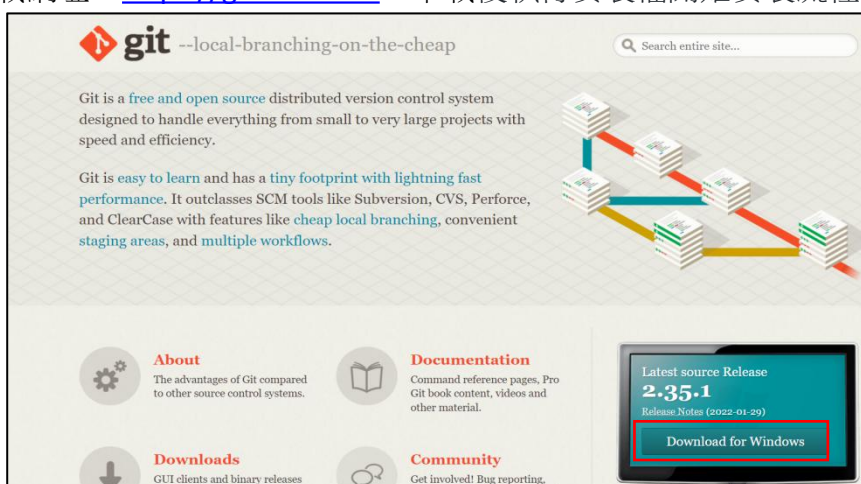 git --local-branching-on-the-cheap
Search entire site...
Git is a free and open source distributed version control system
designed to handle everything from small to very large projects with
speed and efficiency.
Git is easy to learn and has a tiny footprint with lightning fast
performance. It outclasses SCM tools like Subversion, CVS, Perforce,
and ClearCase with features like cheap local branching, convenient
staging areas, and multiple workflows.
About
The advantages of Git compared
to other source control systems.
Documentation
Command reference pages, Pro
Git book content, videos and
other material.
Latest source Release
2.35.1
Release Notes (2022-01-29)
Download for Windows
Downloads
GUI clients and binary releases
Community
Get involved! Bug reporting,